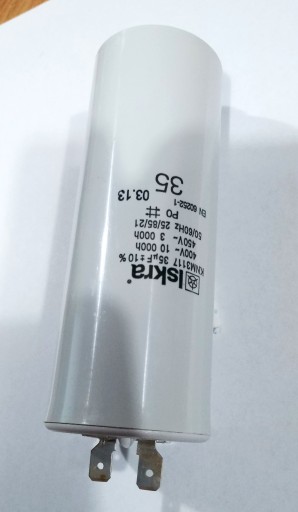 Iskra
KNM3117 35µF±10%
400V~ 10 000h
450V~ 3 000h
50/60Hz 25/85/21
P0 #
EN 60252-1
03.13
35